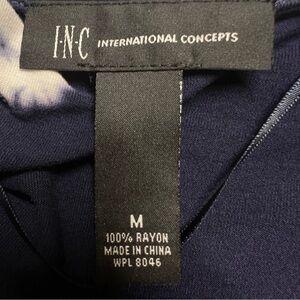 I·N·C INTERNATIONAL CONCEPTS
M
100% RAYON
MADE IN CHINA
WPL 8046